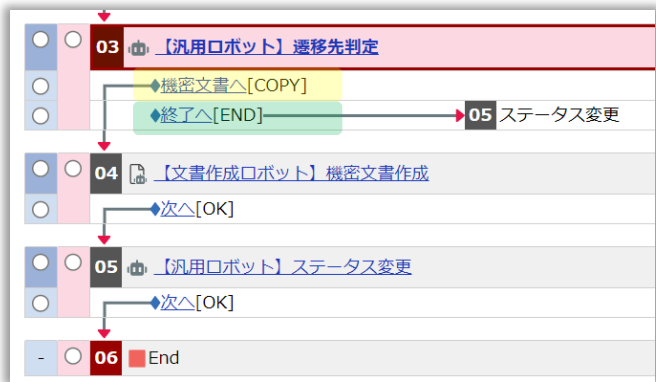 03 【汎用ロボット】遷移先判定
機密文書へ[COPY]
終了へ[END] 05 ステータス変更
04 【文書作成ロボット】機密文書作成
次へ[OK]
05 【汎用ロボット】ステータス変更
次へ[OK]
- 06 End